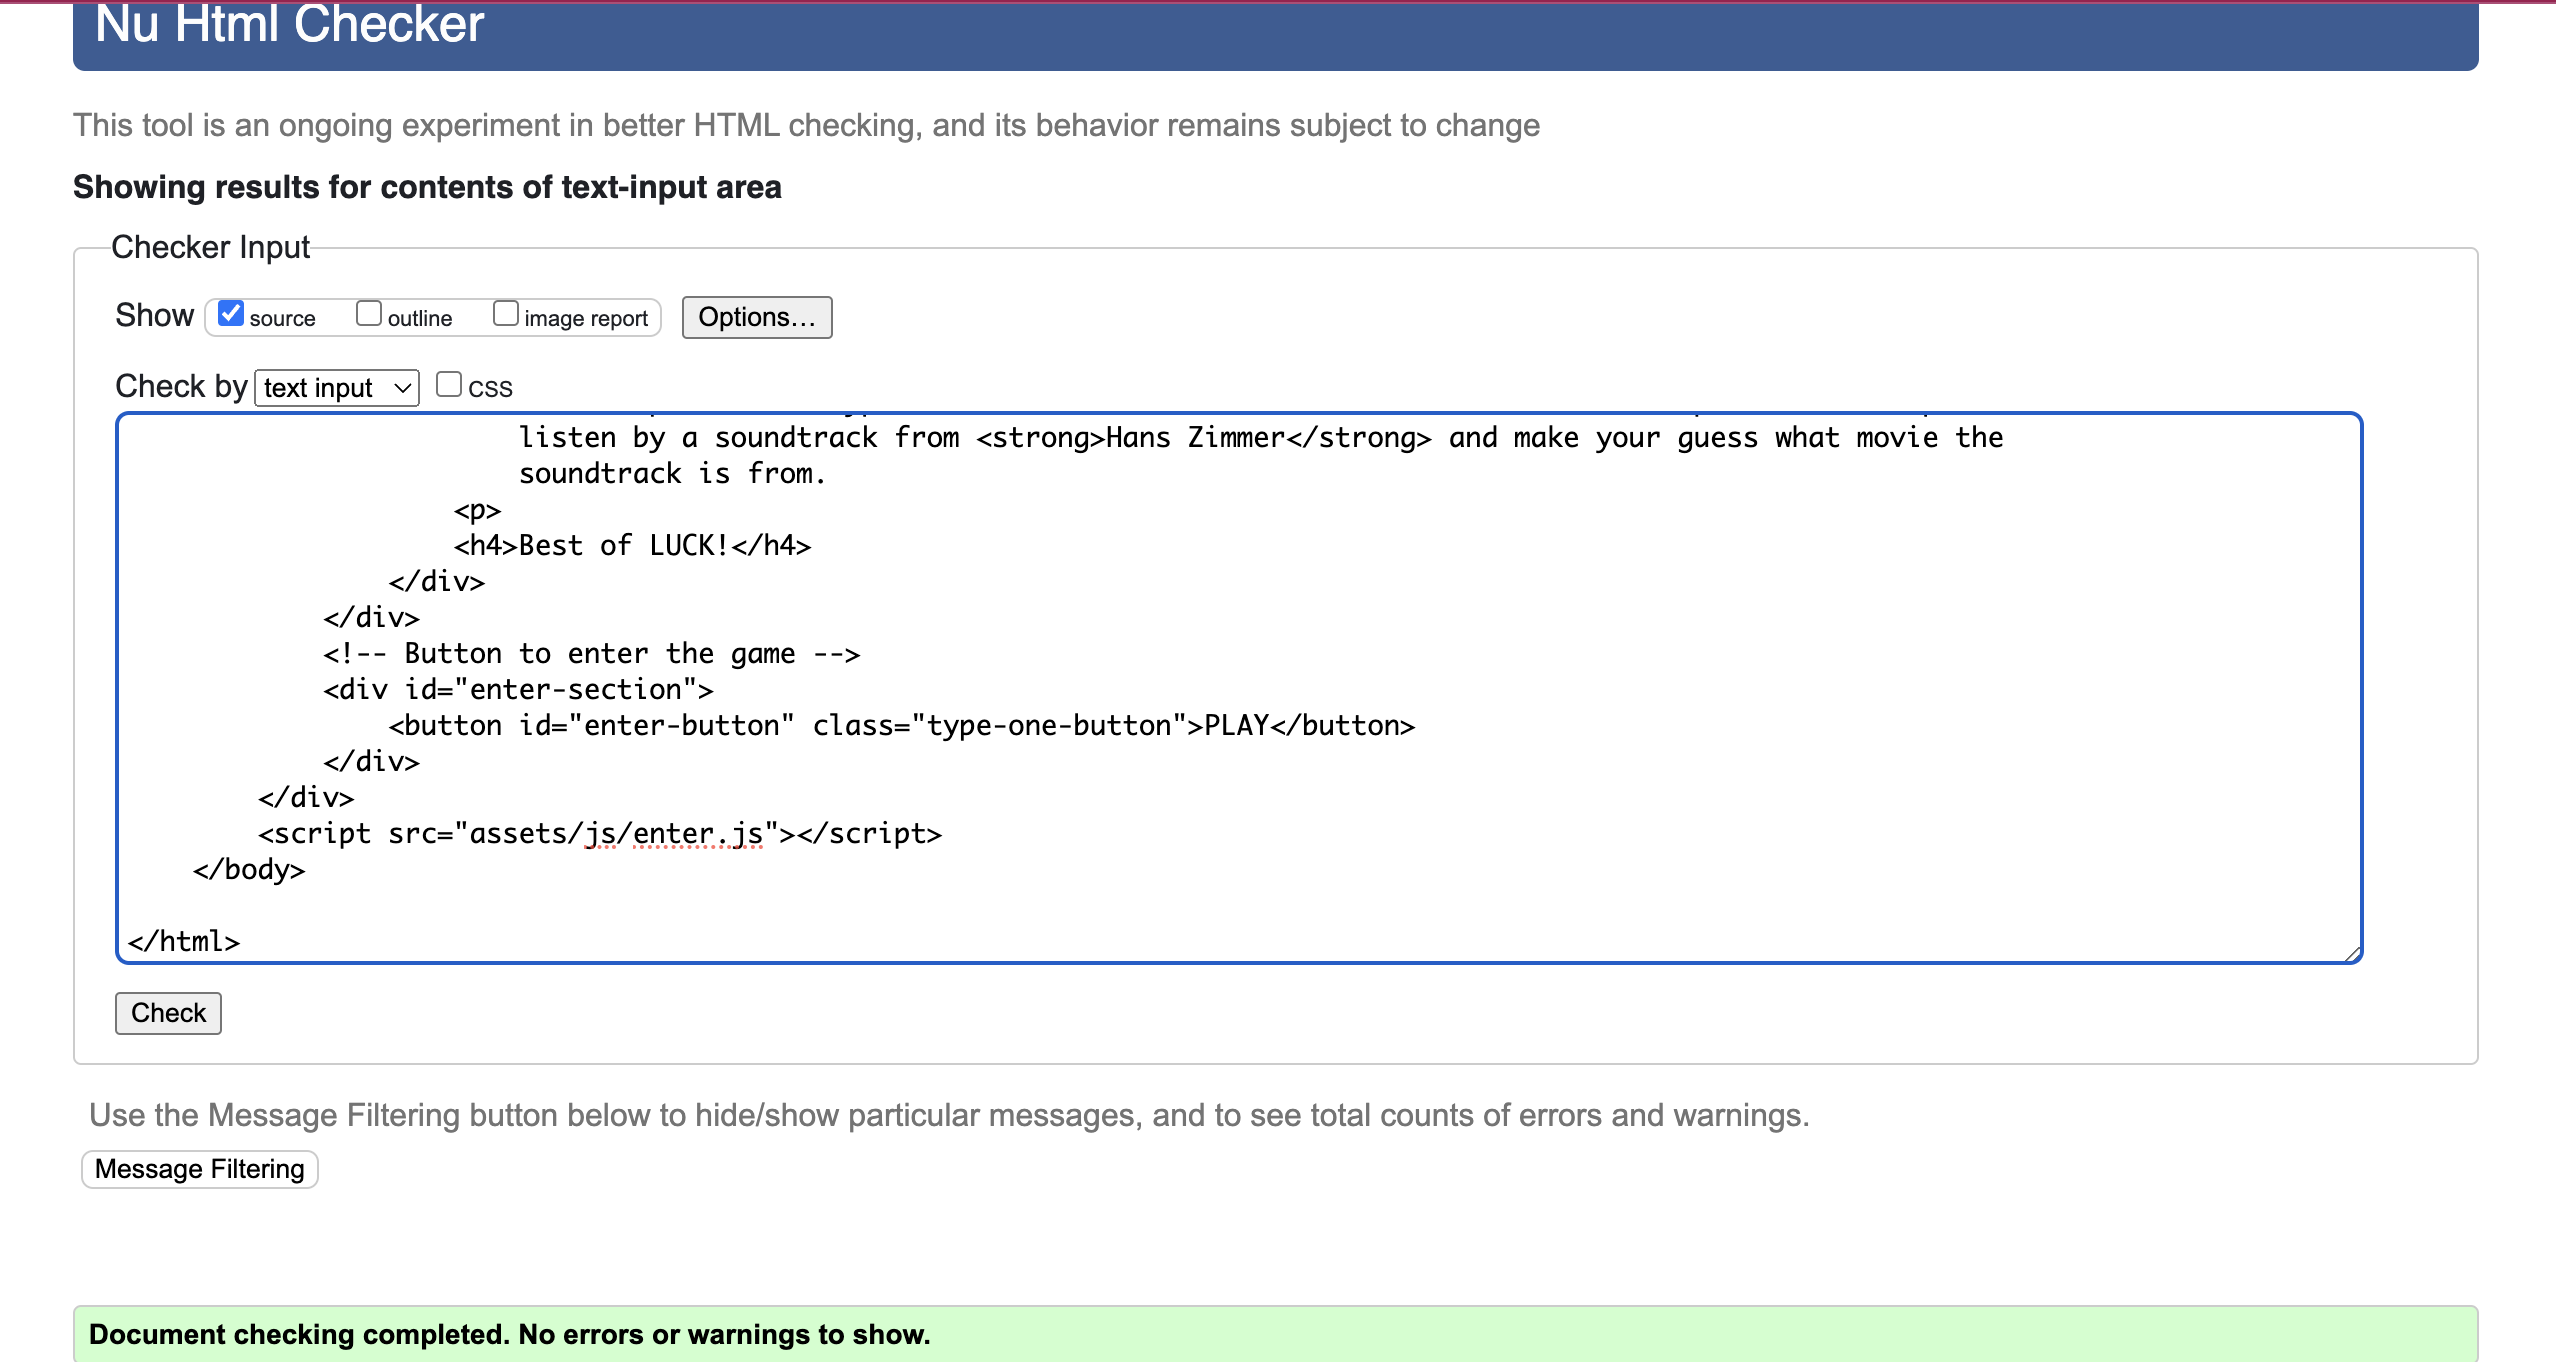 Nu Html Checker
This tool is an ongoing experiment in better HTML checking, and its behavior remains subject to change
Showing results for contents of text-input area
Checker Input
Show source outline image report Options...
Check by text input css
listen by a soundtrack from <strong>Hans Zimmer</strong> and make your guess what movie the
soundtrack is from.
<p>
<h4>Best of LUCK!</h4>
</div>
</div>
<!-- Button to enter the game -->
<div id="enter-section">
<button id="enter-button" class="type-one-button">PLAY</button>
</div>
</div>
<script src="assets/js/enter.js"></script>
</body>
</html>
Check
Use the Message Filtering button below to hide/show particular messages, and to see total counts of errors and warnings.
Message Filtering
Document checking completed. No errors or warnings to show.